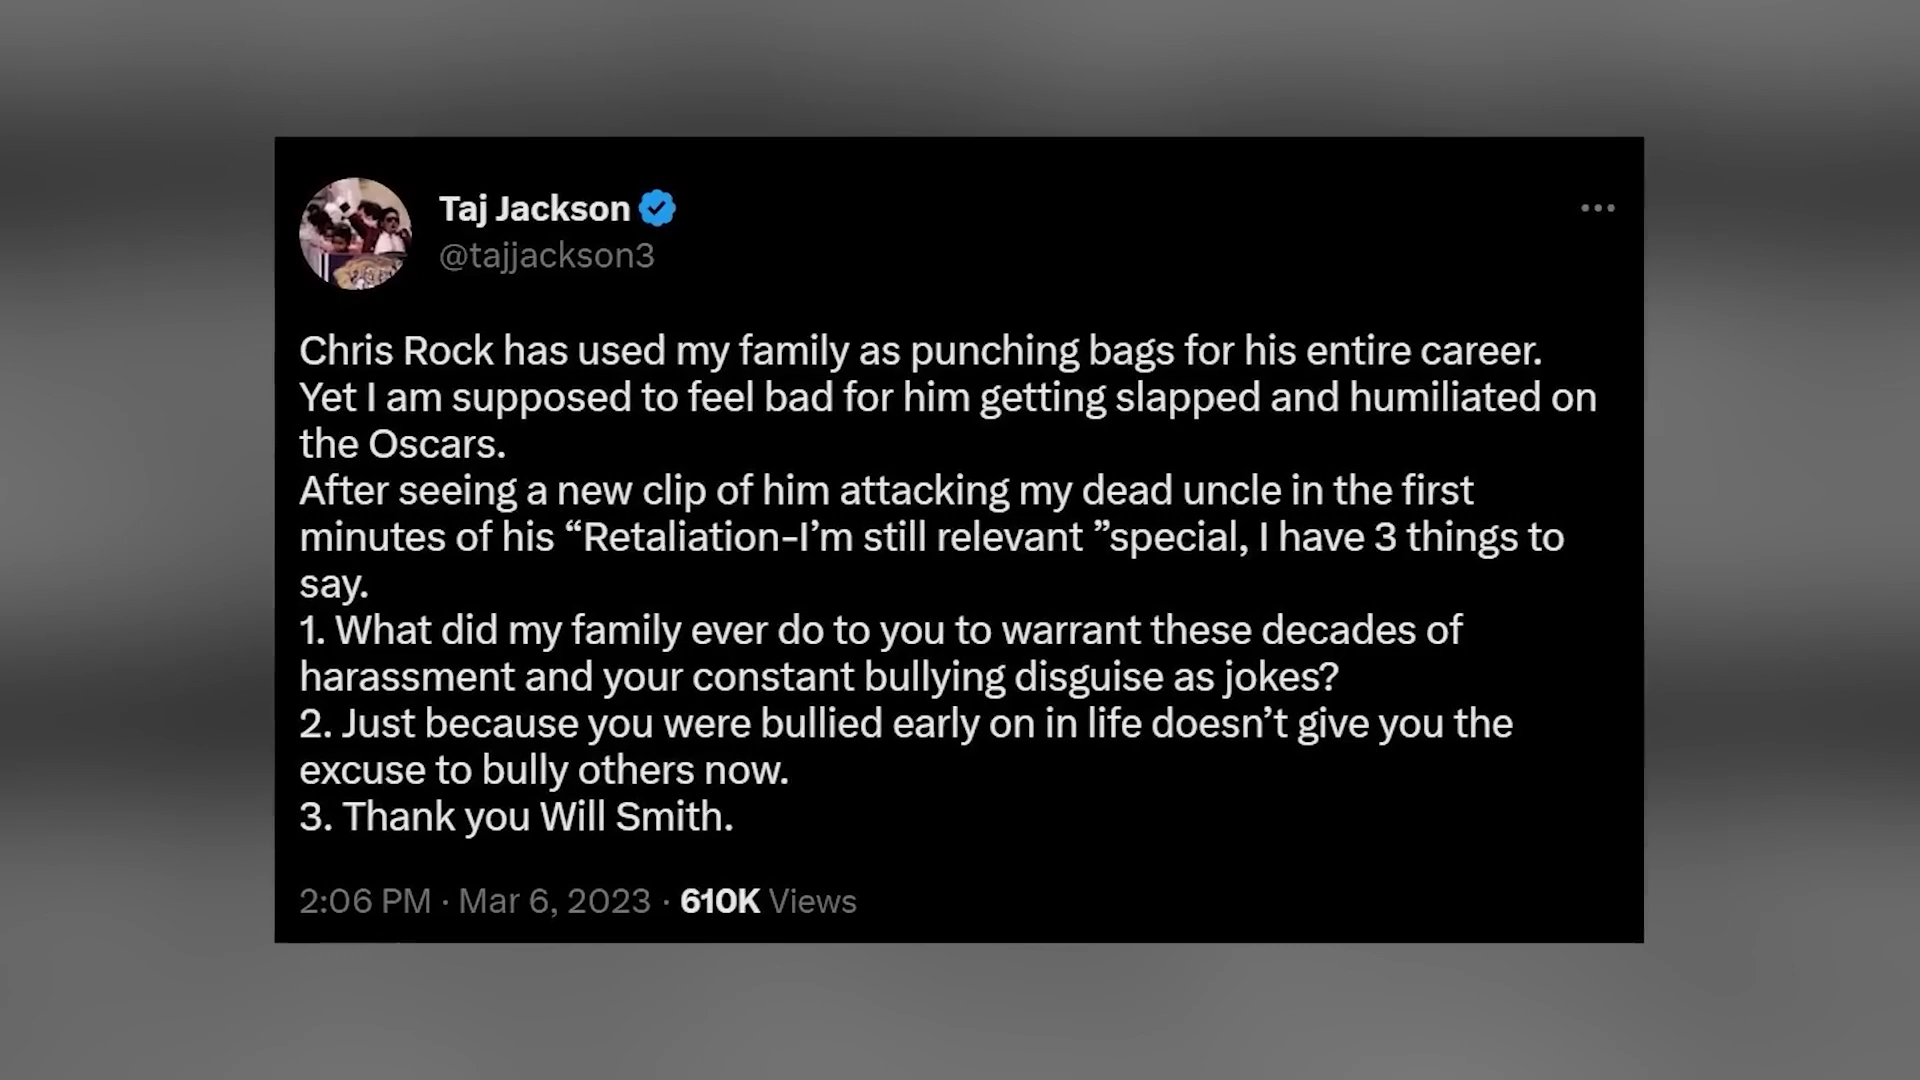 Taj Jackson
@tajjackson3
Chris Rock has used my family as punching bags for his entire career.
Yet I am supposed to feel bad for him getting slapped and humiliated on
the Oscars.
After seeing a new clip of him attacking my dead uncle in the first
minutes of his “Retaliation-I’m still relevant ”special, I have 3 things to
say.
1. What did my family ever do to you to warrant these decades of
harassment and your constant bullying disguise as jokes?
2. Just because you were bullied early on in life doesn’t give you the
excuse to bully others now.
3. Thank you Will Smith.
2:06 PM · Mar 6, 2023 · 610K Views